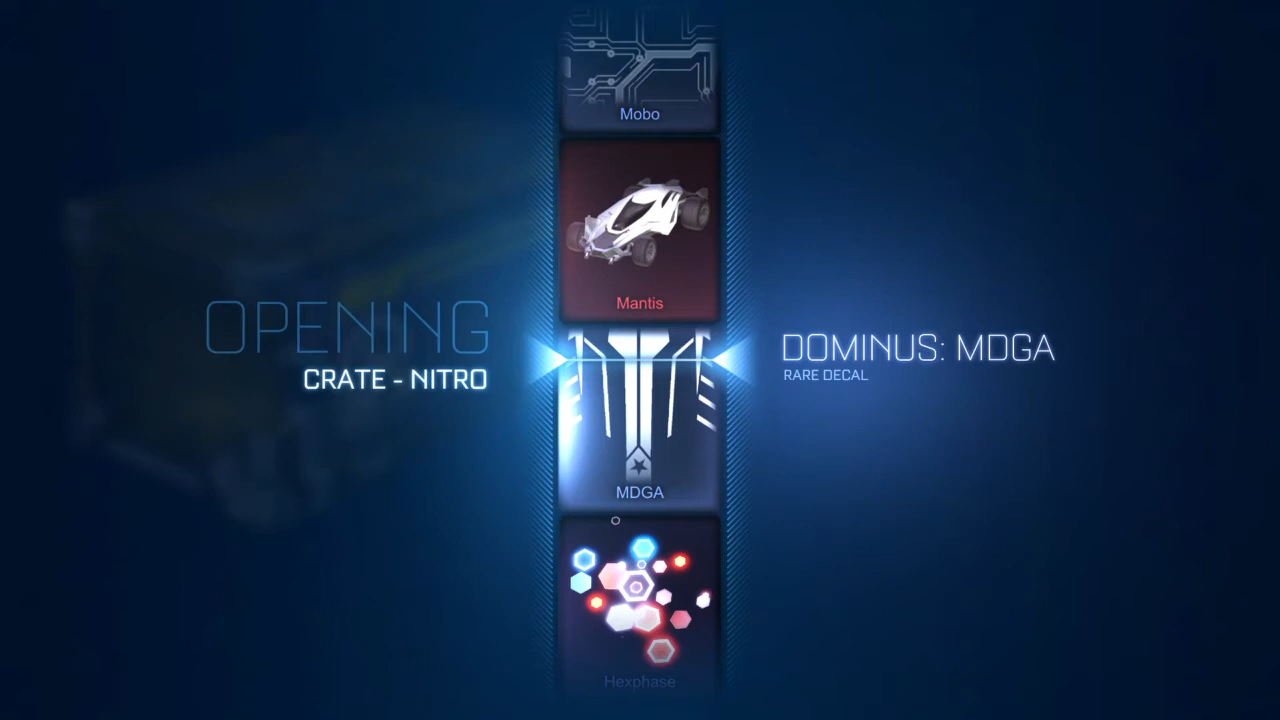 Mobo
Mantis
OPENING
CRATE - NITRO
DOMINUS: MDGA
RARE DECAL
MDGA
Hexphase